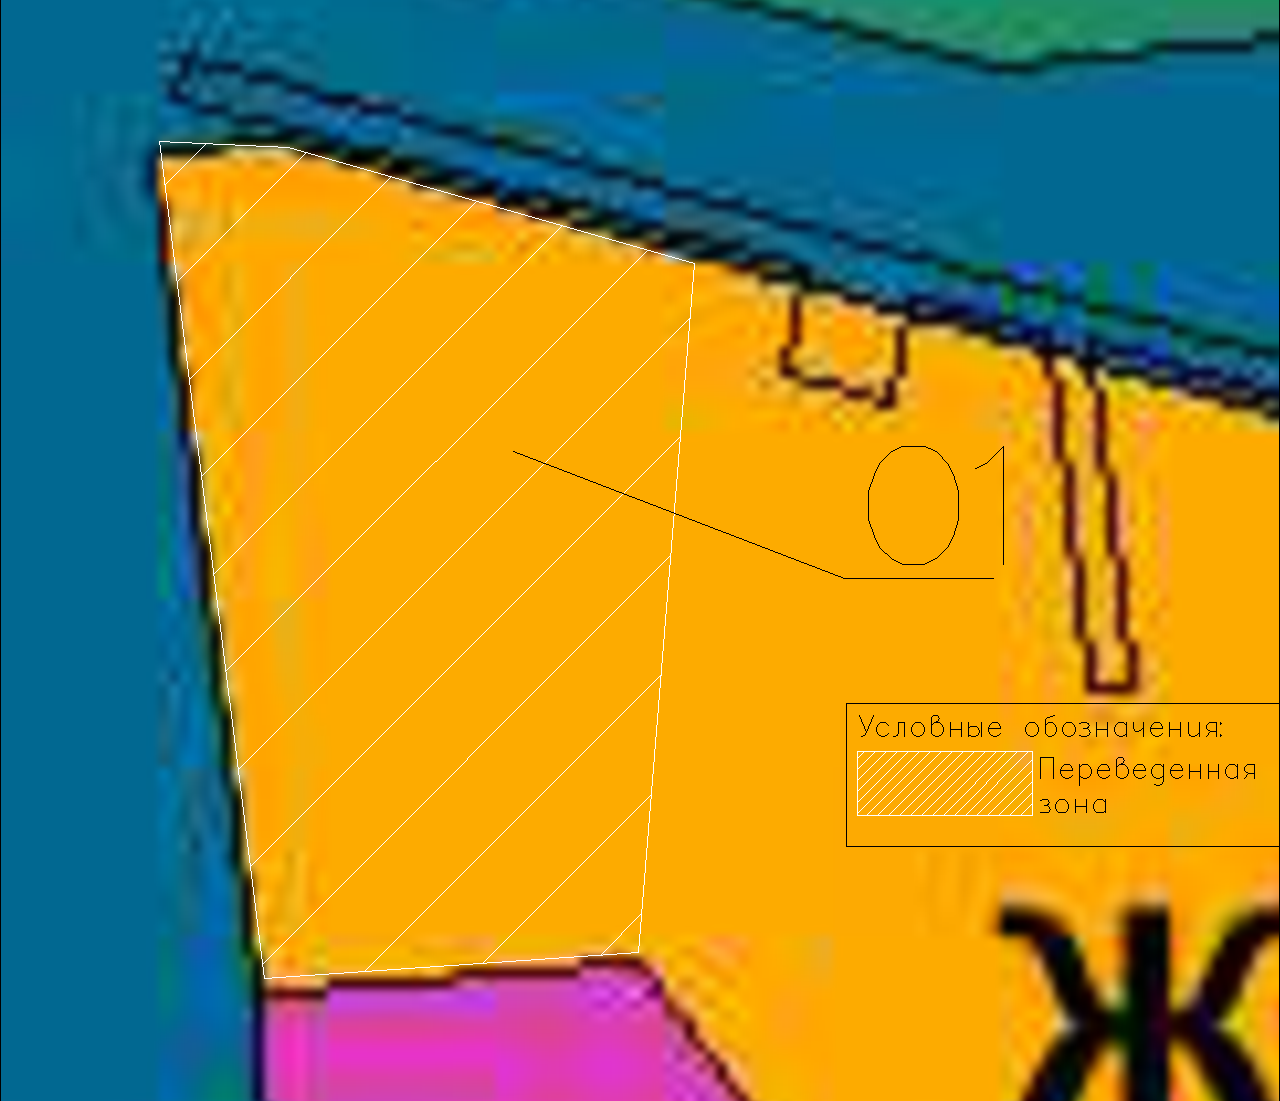 01
Условные обозначения:
Переведенная
зона
Ж